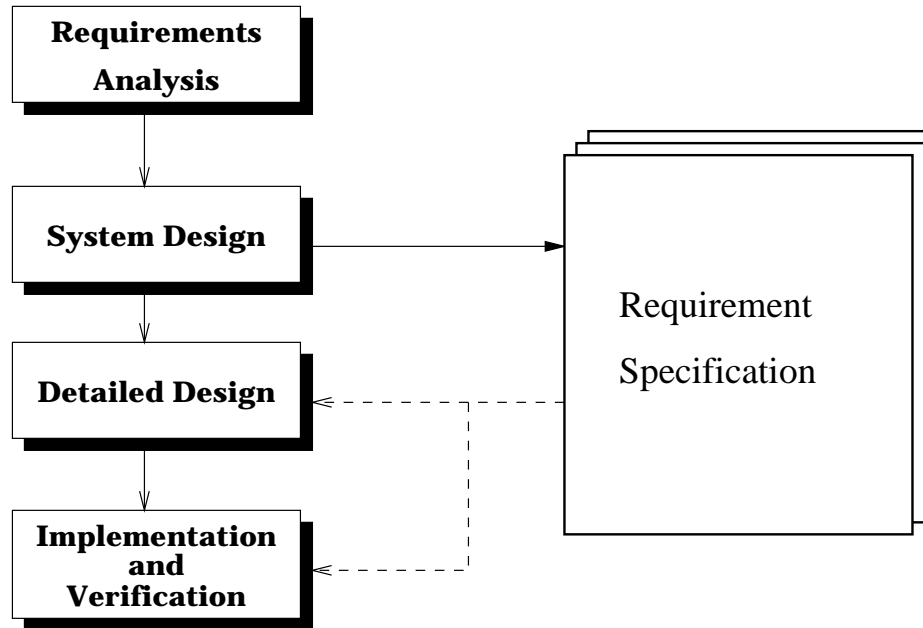 Requirements
Analysis
System Design
Detailed Design
Implementation
and
Verification
Requirement
Specification